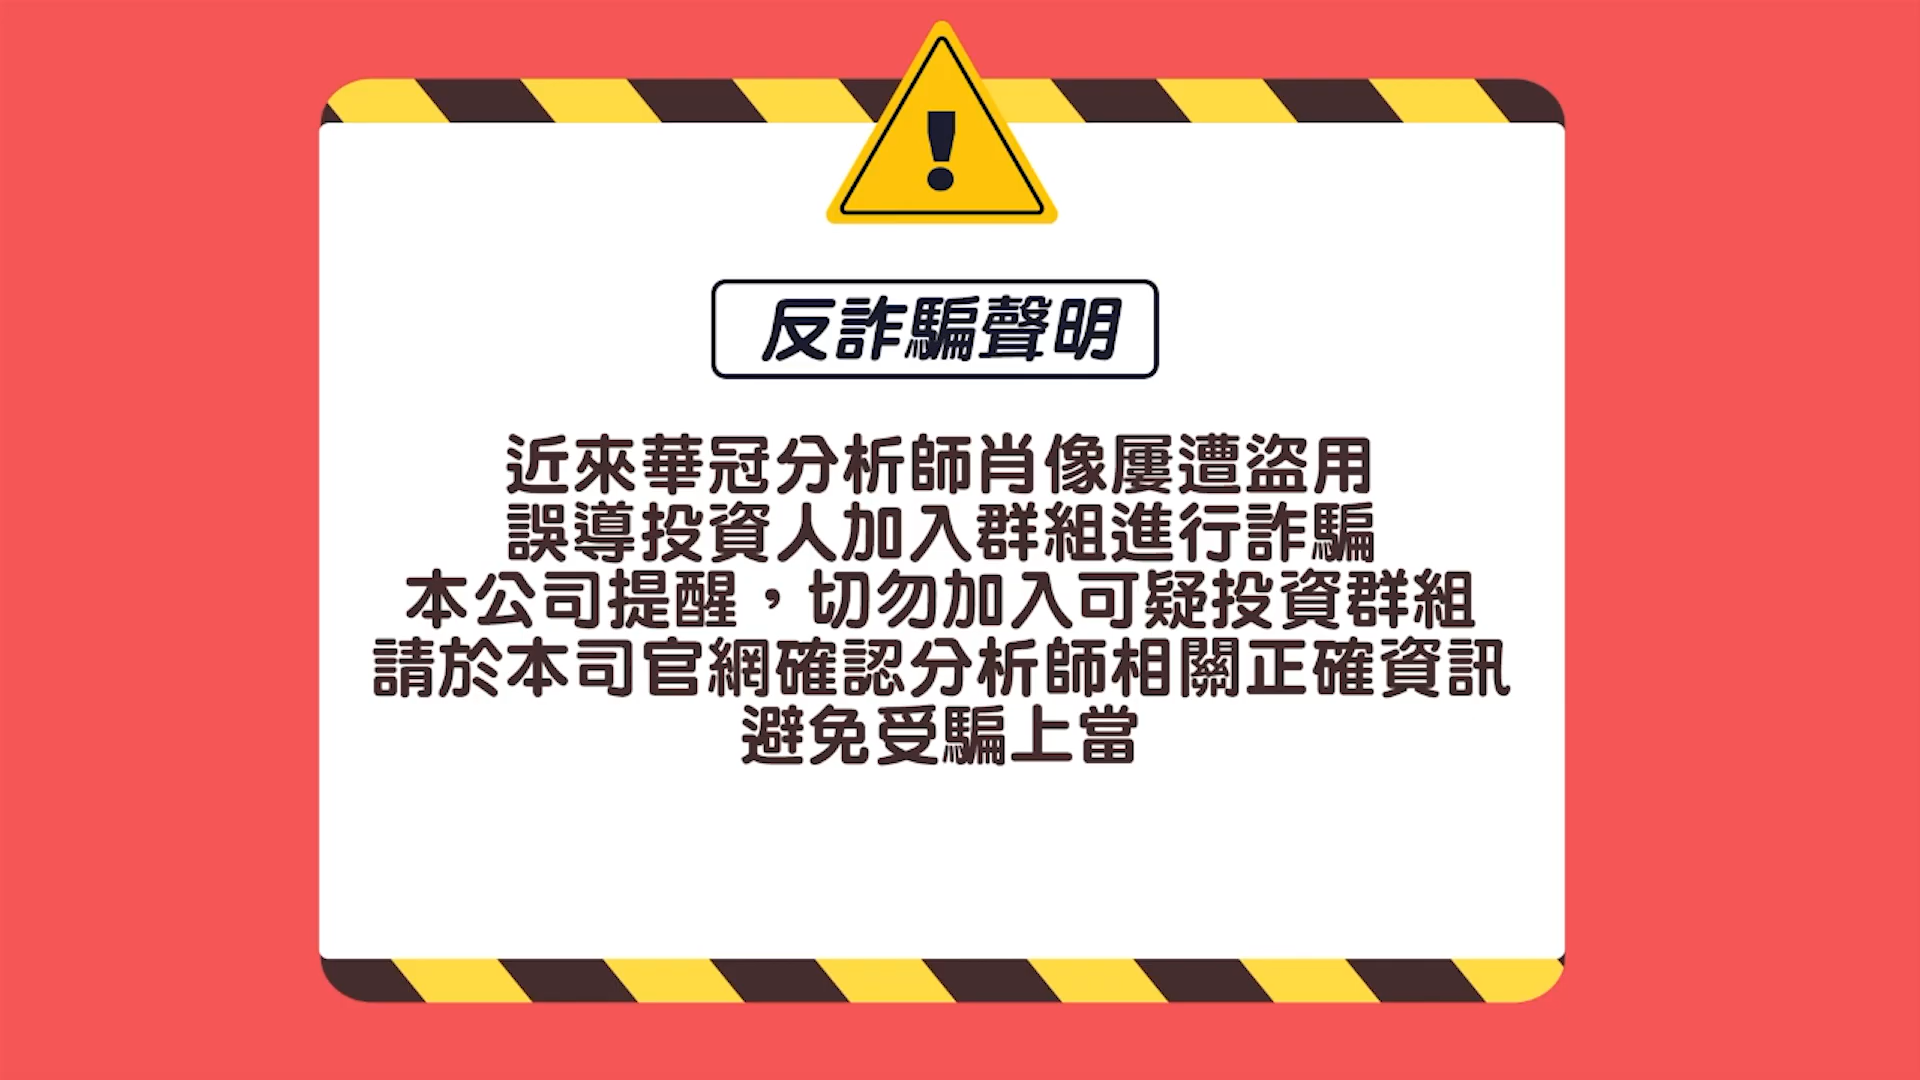 反詐騙聲明
近來華冠分析師肖像屢遭盜用
誤導投資人加入群組進行詐騙
本公司提醒，切勿加入可疑投資群組
請於本司官網確認分析師相關正確資訊
避免受騙上當